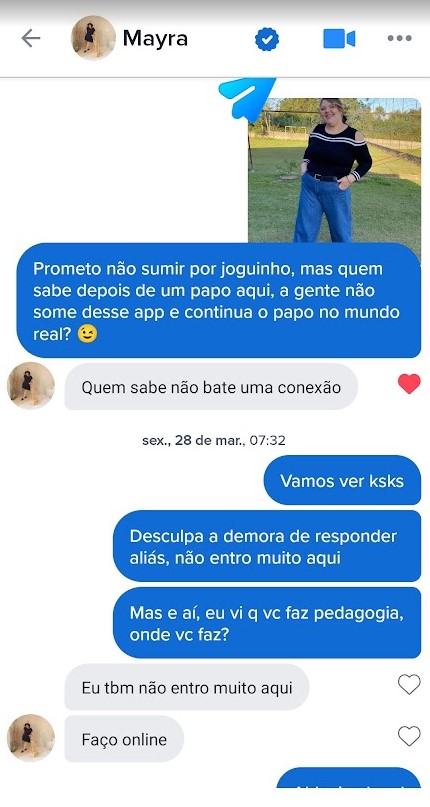 Mayra
Prometo não sumir por joguinho, mas quem
sabe depois de um papo aqui, a gente não
some desse app e continua o papo no mundo
real? 😉
Quem sabe não bate uma conexão
sex., 28 de mar., 07:32
Vamos ver ksks
Desculpa a demora de responder
aliás, não entro muito aqui
Mas e aí, eu vi q vc faz pedagogia,
onde vc faz?
Eu tbm não entro muito aqui
Faço online